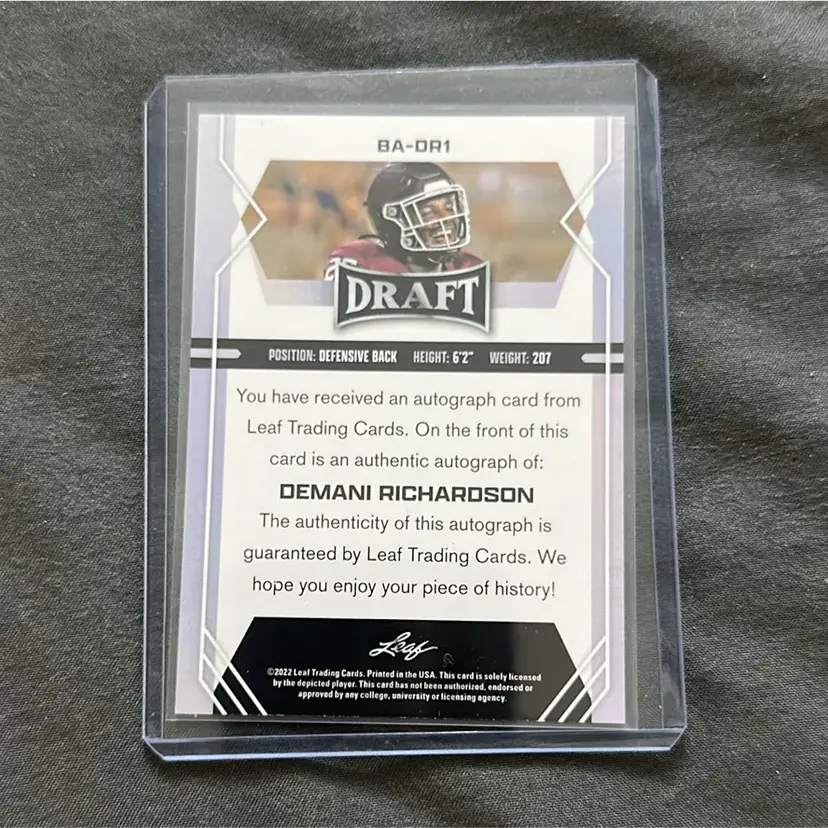 BA-DR1
DRAFT
POSITION: DEFENSIVE BACK HEIGHT: 6'2" WEIGHT: 207
You have received an autograph card from
Leaf Trading Cards. On the front of this
card is an authentic autograph of:
DEMANI RICHARDSON
The authenticity of this autograph is
guaranteed by Leaf Trading Cards. We
hope you enjoy your piece of history!
Leaf
©2022 Leaf Trading Cards. Printed in the USA. This card is solely licensed
by the depicted player. This card has not been authorized, endorsed or
approved by any college, university or licensing agency.